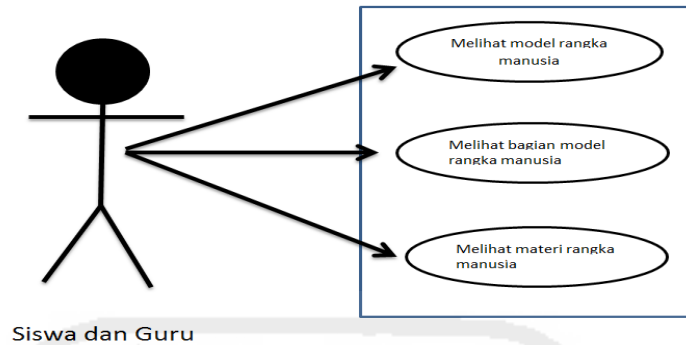 Melihat model rangka
manusia
Melihat bagian model
rangka manusia
Melihat materi rangka
manusia
Siswa dan Guru